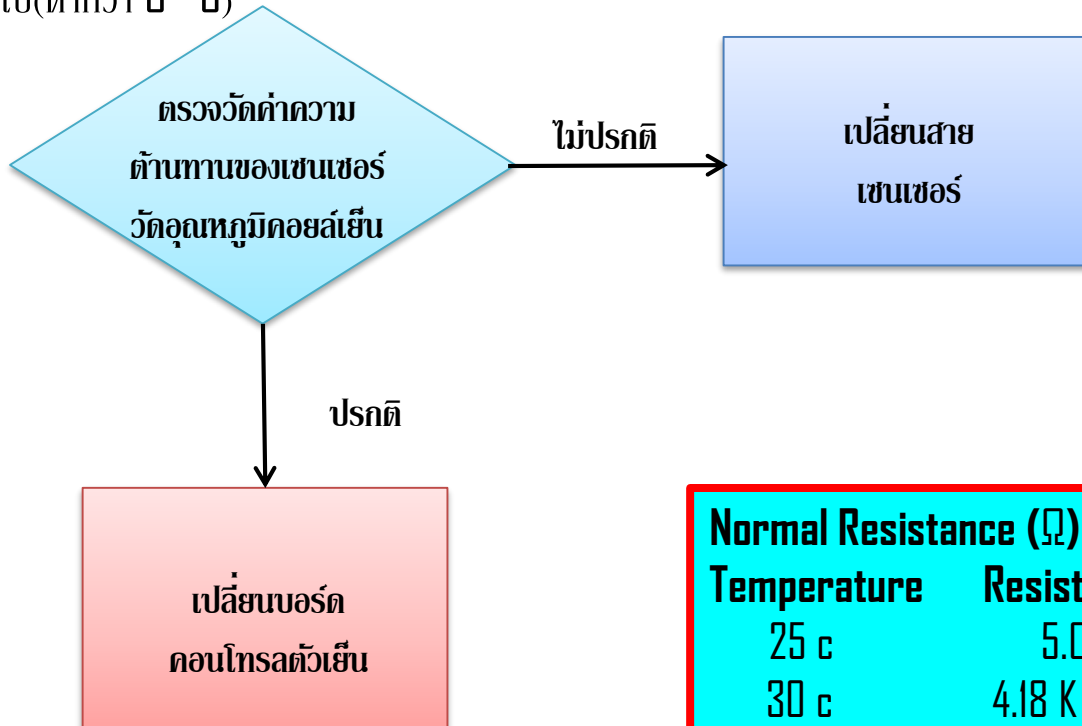 ตรวจวัดค่าความ
ต้านทานของเซนเซอร์
วัดอุณหภูมิคอยล์เย็น
ไม่ปรกติ
เปลี่ยนสาย
เซนเซอร์
ปรกติ
เปลี่ยนบอร์ด
คอนโทรลตัวเย็น
Normal Resistance (Ω)
Temperature Resist
25 c 5.0
30 c 4.18 K